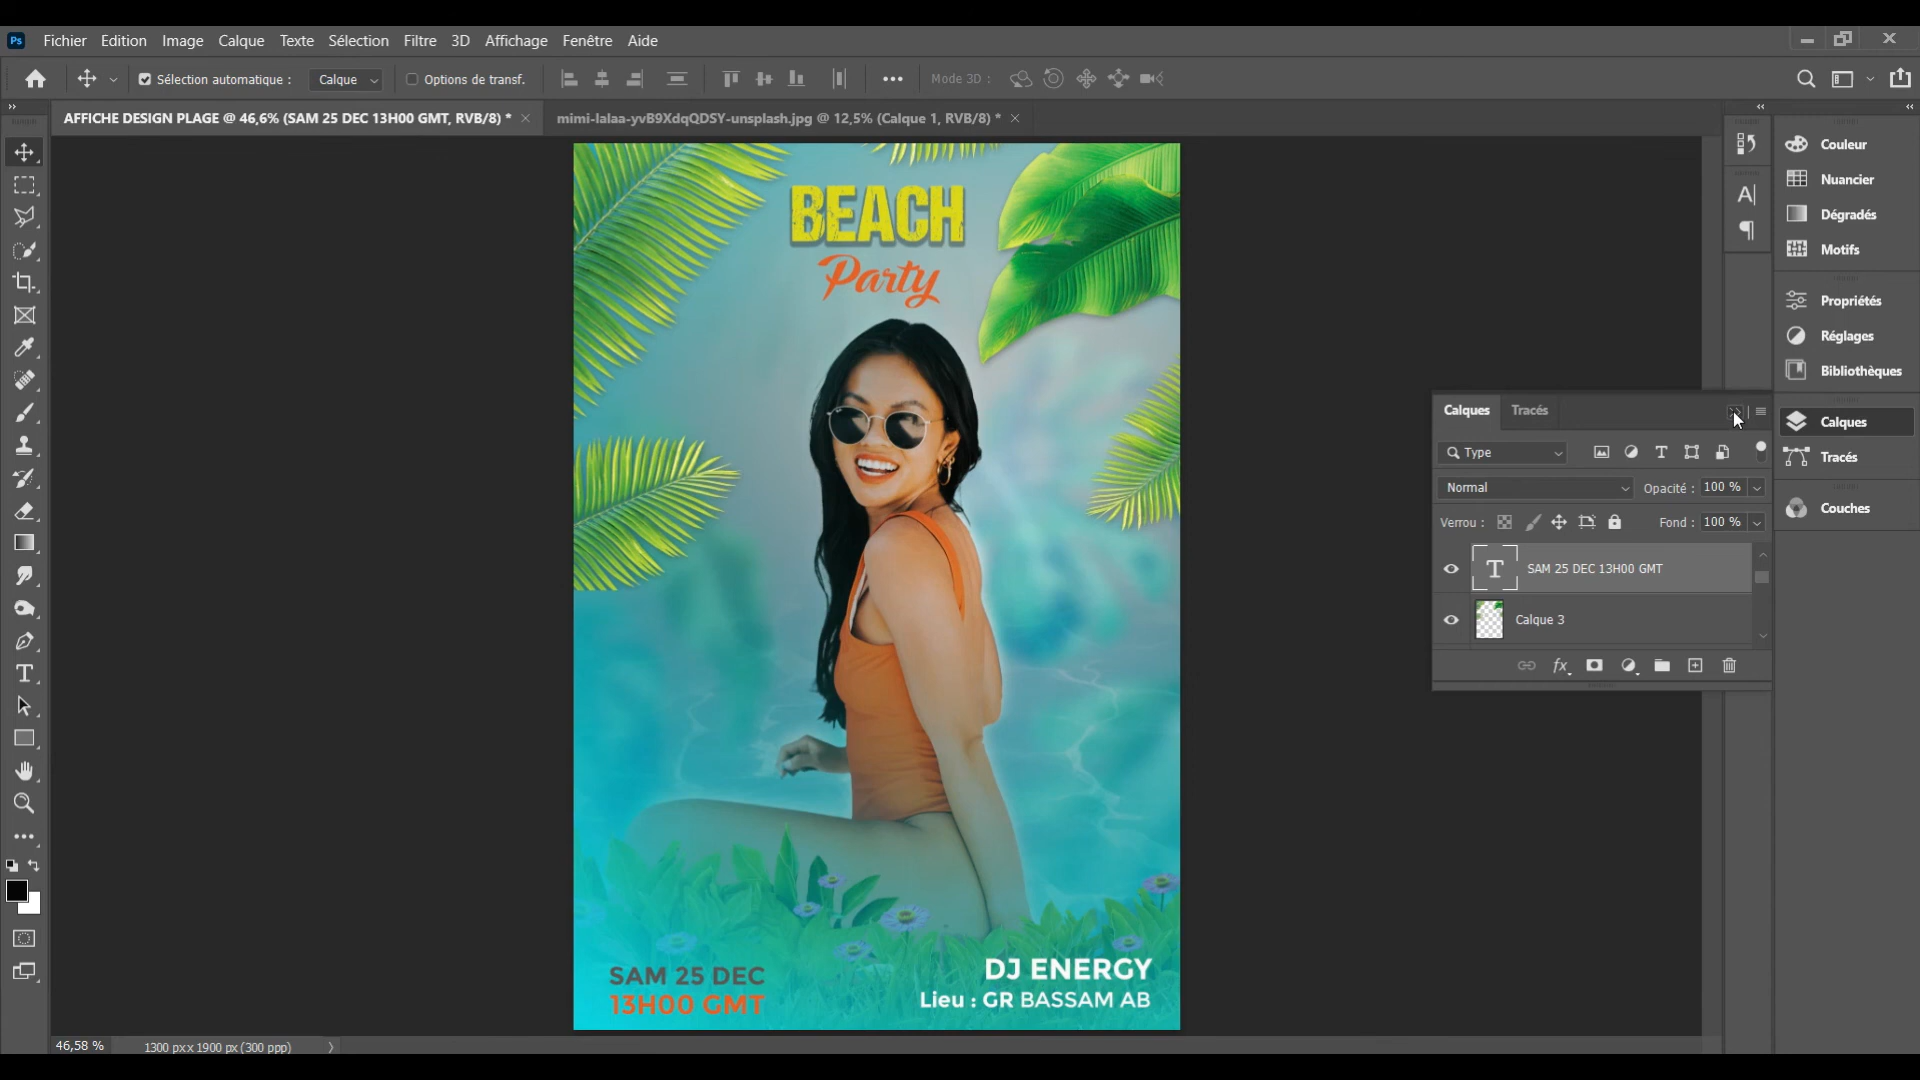 Ps Fichier Edition Image Calque Texte Sélection Filtre 3D Affichage Fenêtre Aide
Sélection automatique : Calque Options de transf. Mode 3D :
AFFICHE DESIGN PLAGE @ 46,6% (SAM 25 DEC 13H00 GMT, RVB/8) * mimi-lalaa-yvB9XdqQDSY-unsplash.jpg @ 12,5% (Calque 1, RVB/8) *
BEACH
Party
SAM 25 DEC
13H00 GMT
DJ ENERGY
Lieu : GR BASSAM AB
Couleur
Nuancier
Dégradés
Motifs
Propriétés
Réglages
Bibliothèques
Calques
Tracés
Couches
Calques Tracés
Type
Normal Opacité : 100 %
Verrou : Fond : 100 %
T SAM 25 DEC 13H00 GMT
Calque 3
46,58 % 1300 px x 1900 px (300 ppp)